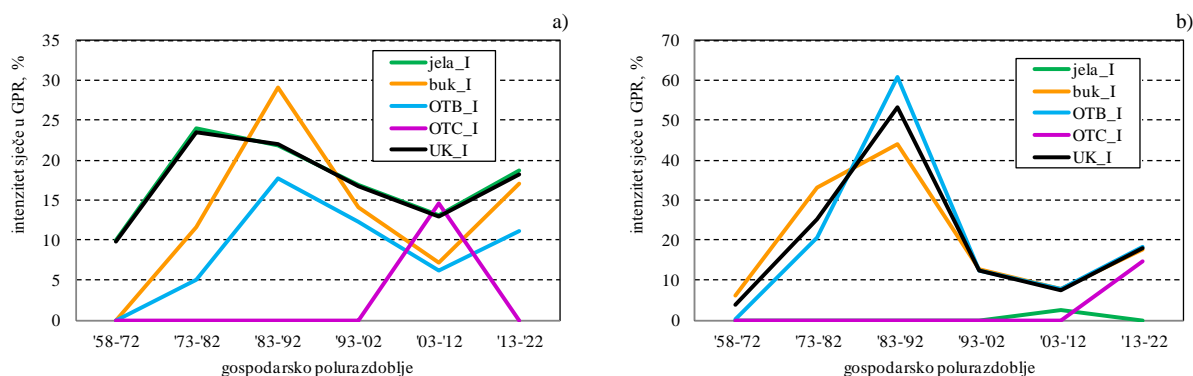 a)
intenzitet sječe u GPR, %
35
30
25
20
15
10
5
0
jela_I
buk_I
OTB_I
OTC_I
UK_I
'58-72 '73-82 '83-92 '93-02 '03-12 '13-22
gospodarsko polurazdoblje
b)
intenzitet sječe u GPR, %
70
60
50
40
30
20
10
0
jela_I
buk_I
OTB_I
OTC_I
UK_I
'58-72 '73-82 '83-92 '93-02 '03-12 '13-22
gospodarsko polurazdoblje